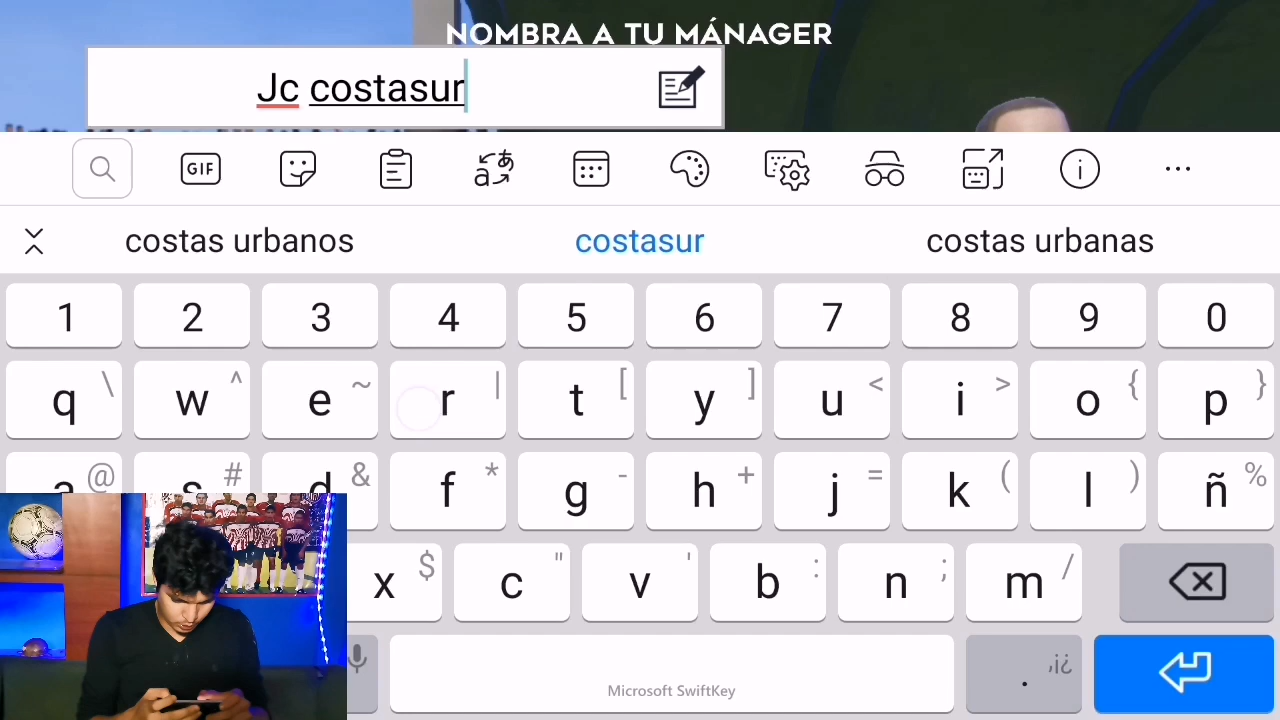 NOMBRA A TU MÁNAGER
Jc costasur
GIF
costas urbanos costasur costas urbanas
1 2 3 4 5 6 7 8 9 0
q \ w ^ e ~ r | t [ y ] u < i > o { p }
a @ s # d & f * g - h + j = k ( l ) ñ %
x $ c " v ' b : n ; m /
Microsoft SwiftKey . ,!¿